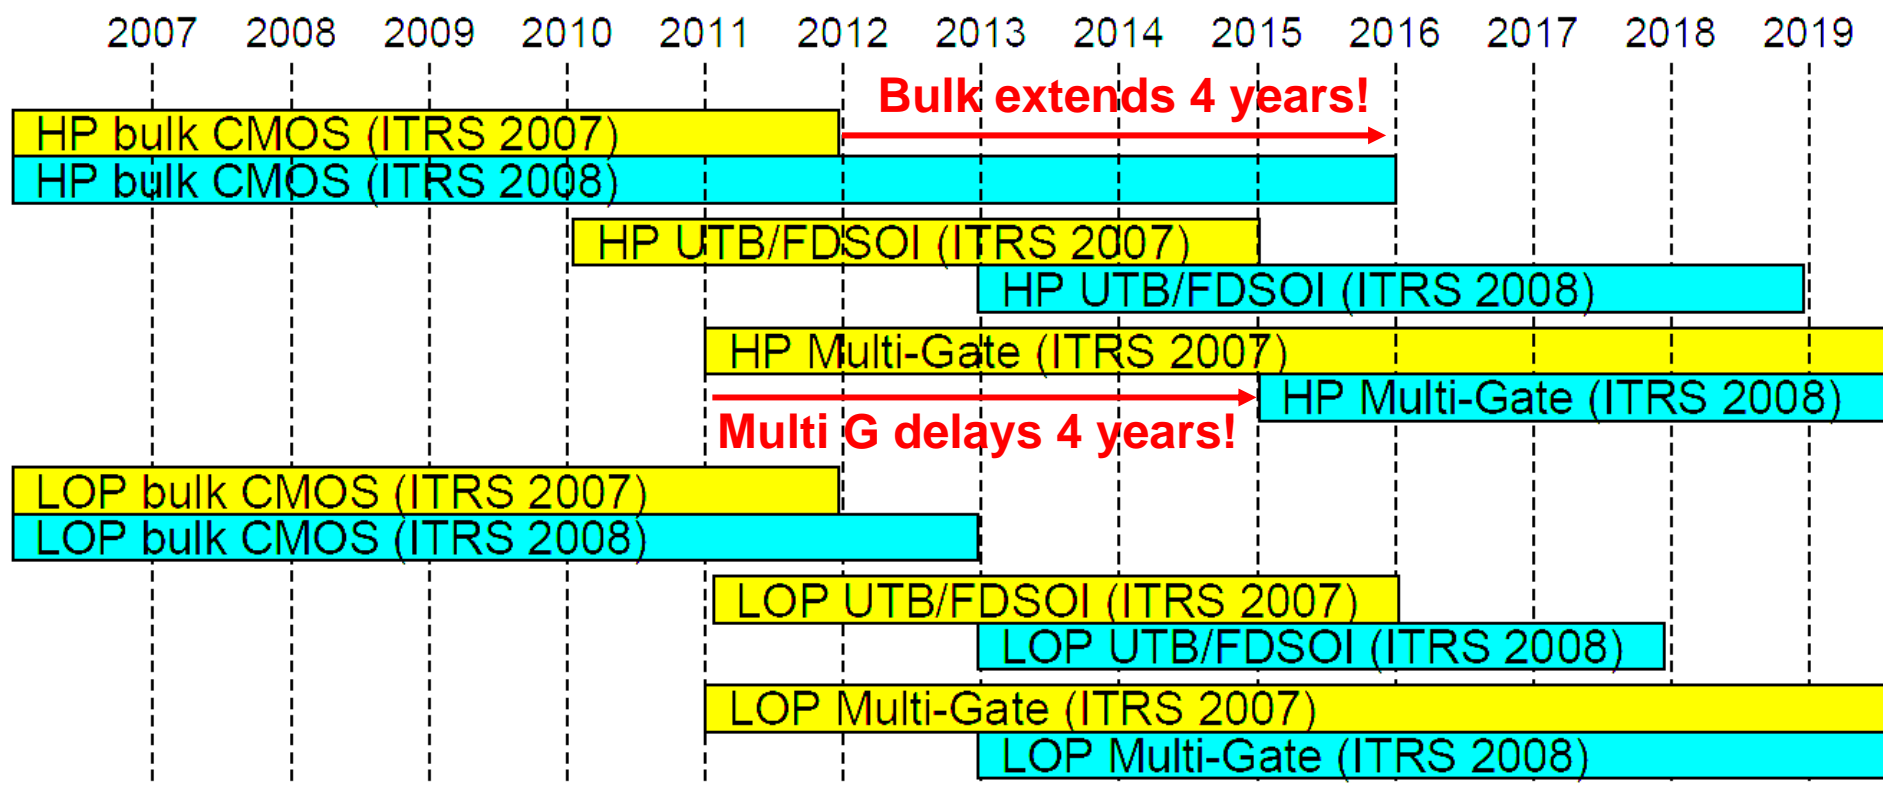 2007 2008 2009 2010 2011 2012 2013 2014 2015 2016 2017 2018 2019
Bulk extends 4 years!
HP bulk CMOS (ITRS 2007)
HP bulk CMOS (ITRS 2008)
HP UTB/FDSOI (ITRS 2007)
HP UTB/FDSOI (ITRS 2008)
HP Multi-Gate (ITRS 2007)
HP Multi-Gate (ITRS 2008)
Multi G delays 4 years!
LOP bulk CMOS (ITRS 2007)
LOP bulk CMOS (ITRS 2008)
LOP UTB/FDSOI (ITRS 2007)
LOP UTB/FDSOI (ITRS 2008)
LOP Multi-Gate (ITRS 2007)
LOP Multi-Gate (ITRS 2008)